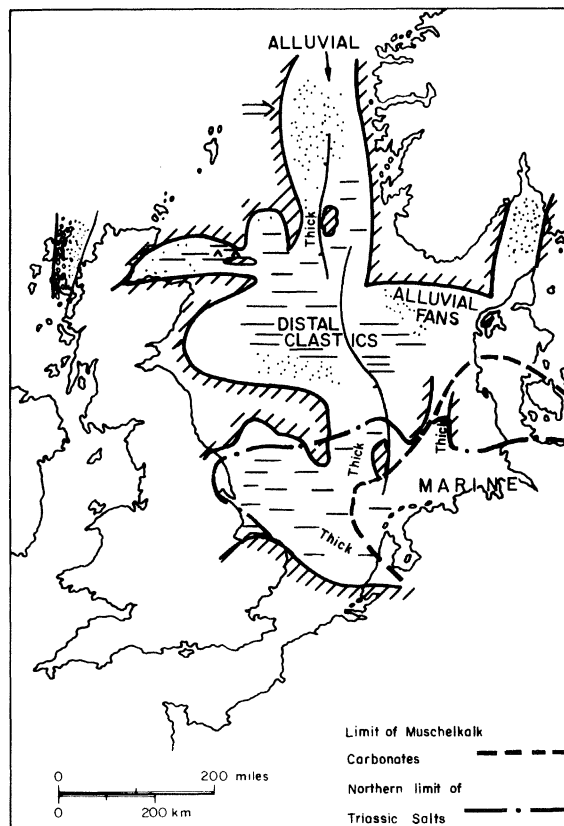 ALLUVIAL
Thick
ALLUVIAL
FANS
DISTAL
CLASTICS
Thick
Thick
MARINE
Thick
Limit of Muschelkalk
Carbonates
Northern limit of
Triassic Salts
0 200 miles
0 200 km